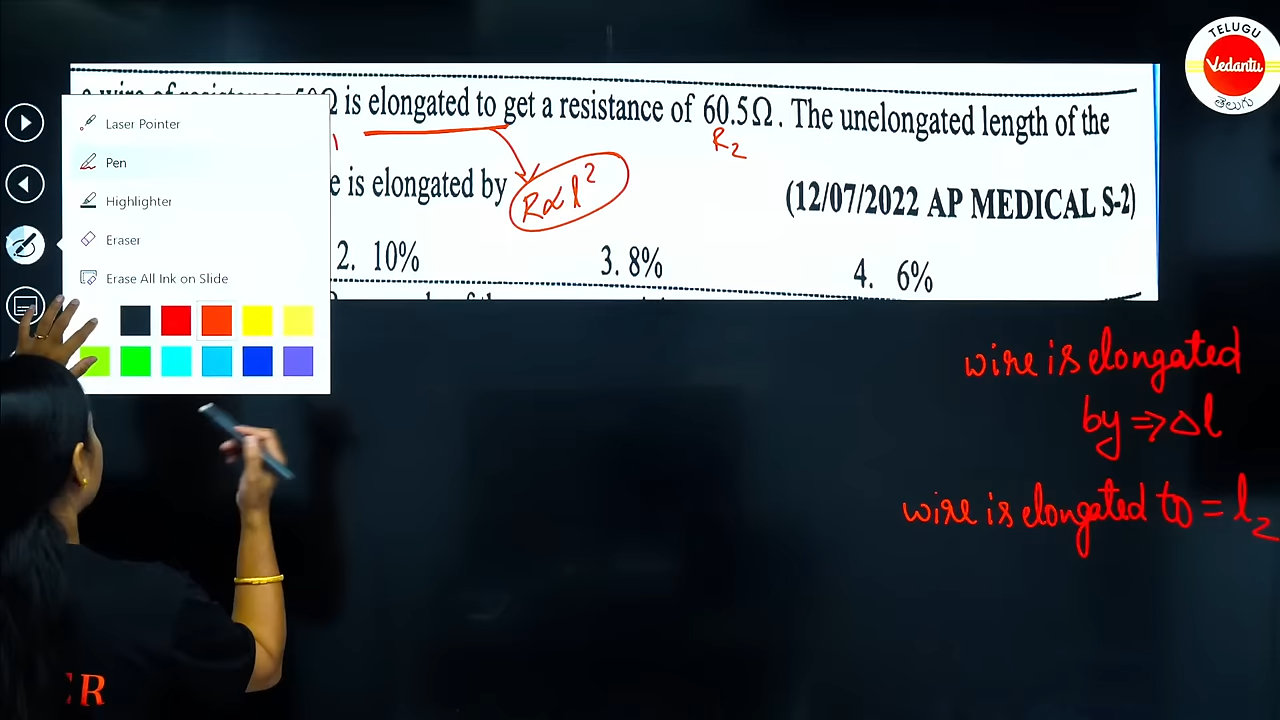 TELUGU
Vedantu
తెలుగు
Ω is elongated to get a resistance of 60.5Ω. The unelongated length of the
R2
e is elongated by
R∝l²
(12/07/2022 AP MEDICAL S-2)
2. 10%
3. 8%
4. 6%
Laser Pointer
Pen
Highlighter
Eraser
Erase All Ink on Slide
wire is elongated
by ⇒ Δl
wire is elongated to = l2
ER